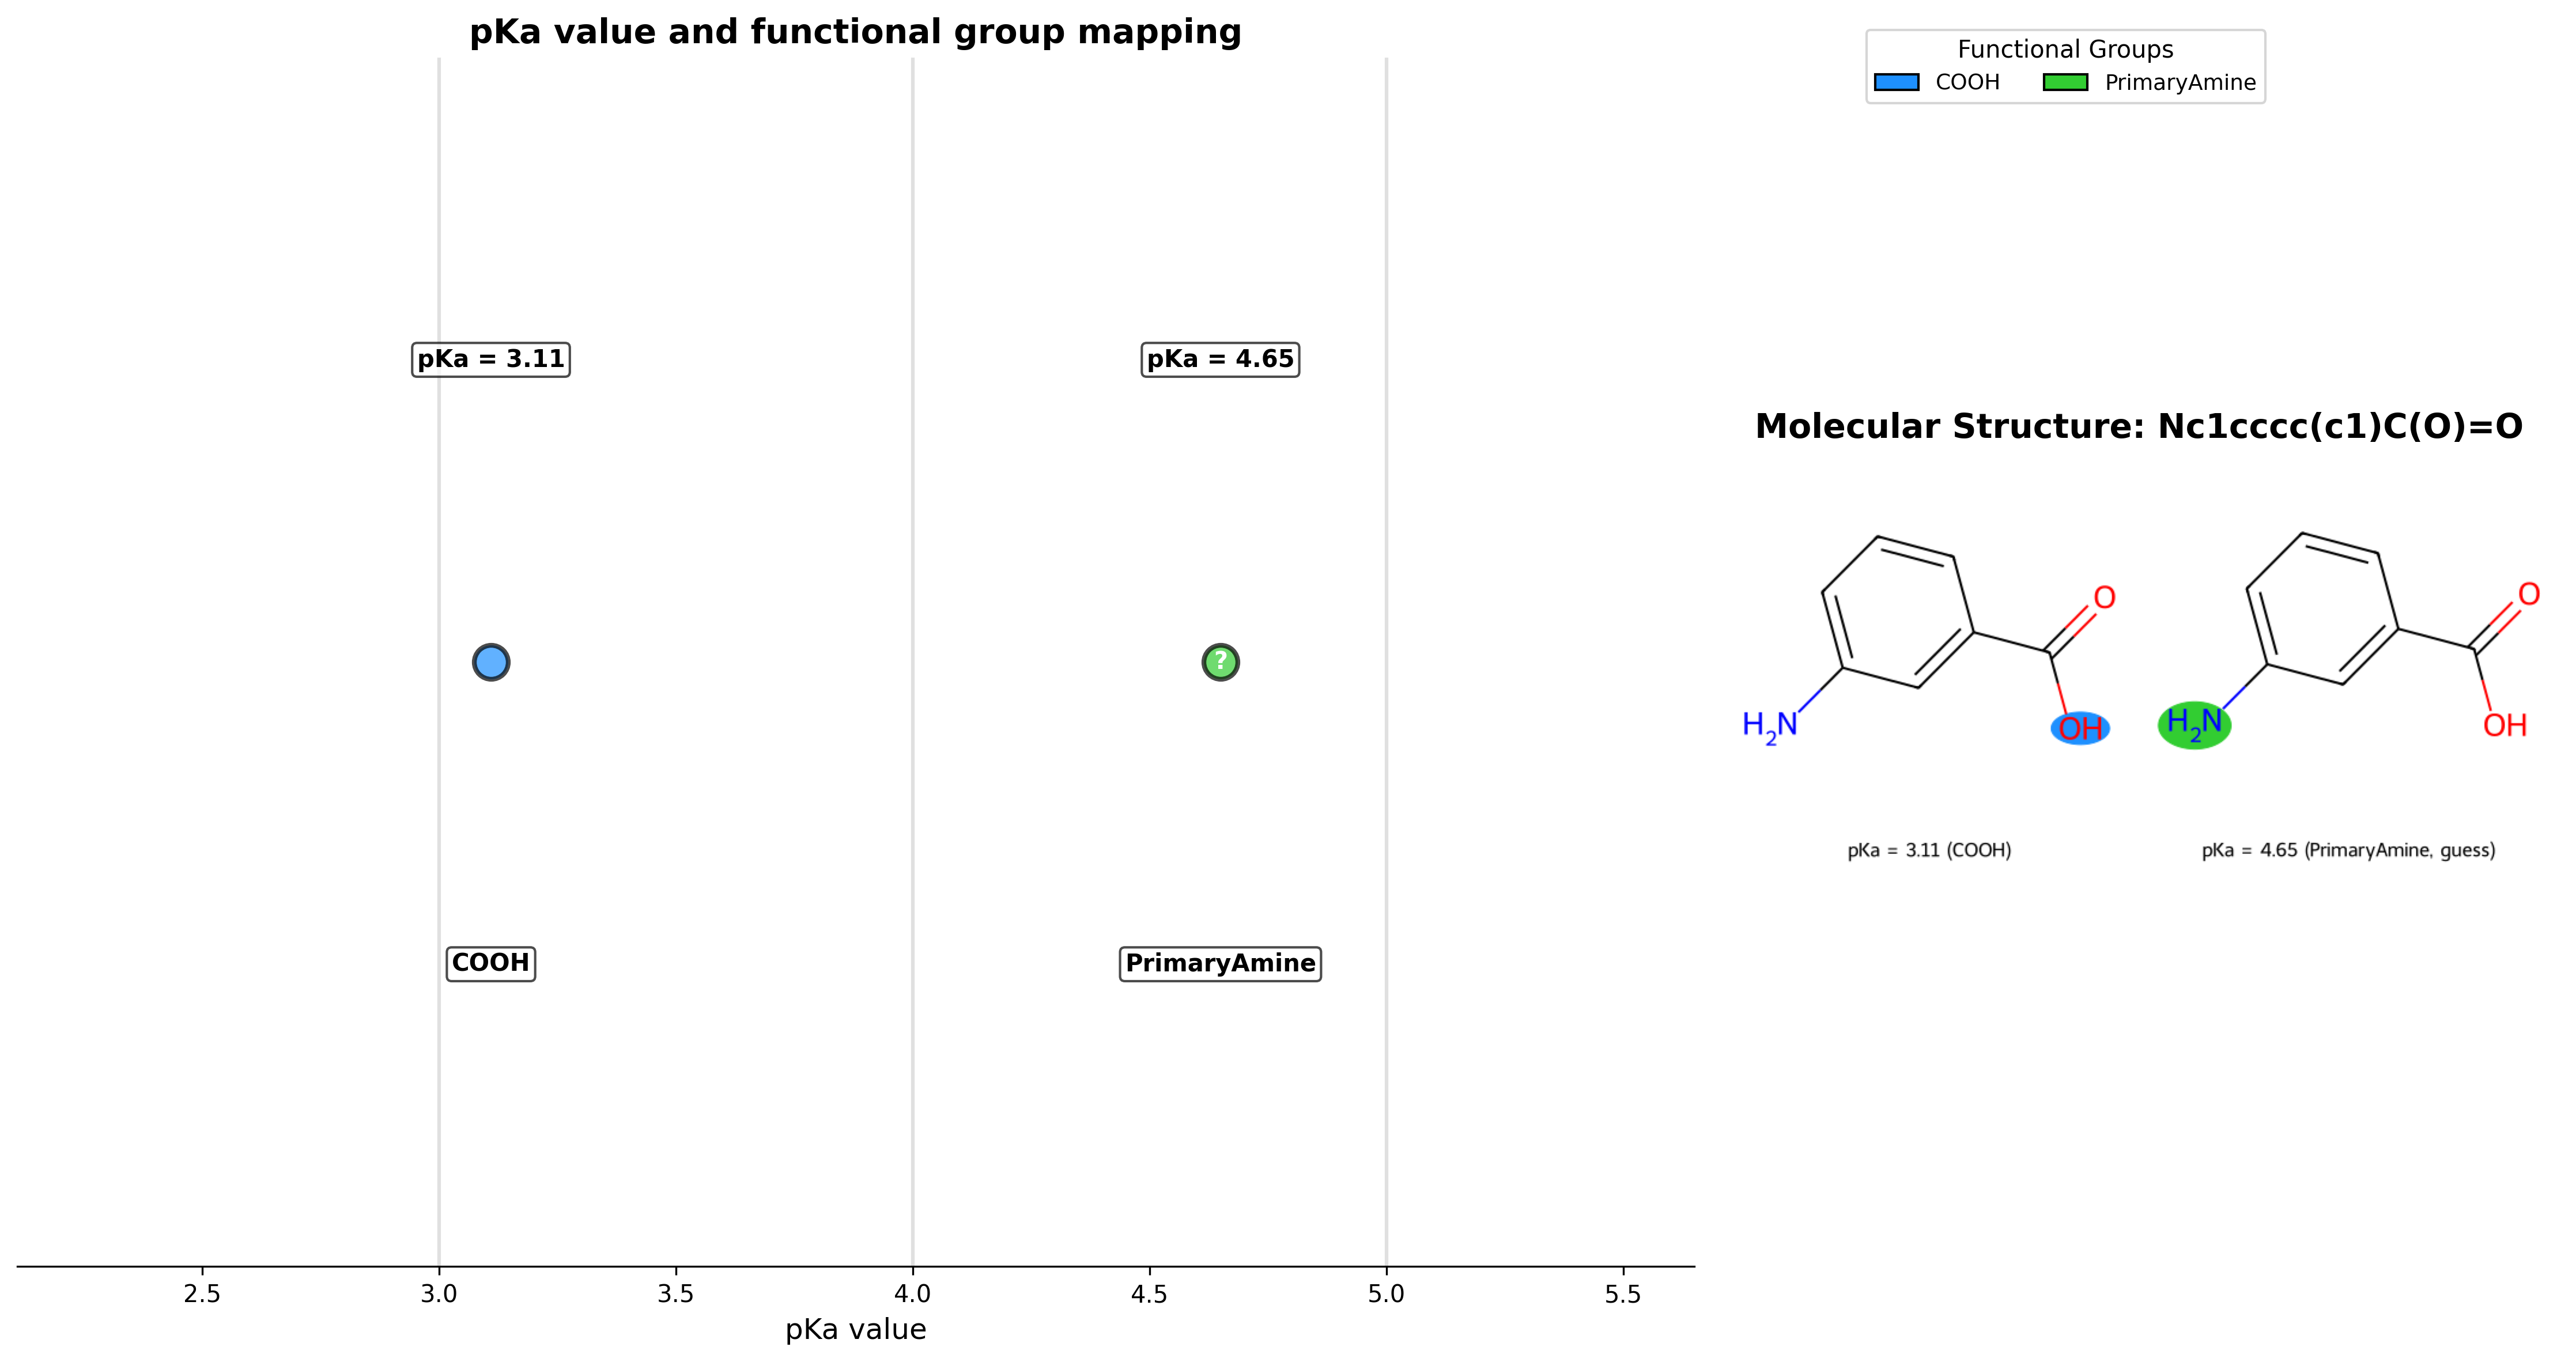 pKa value and functional group mapping
pKa = 3.11
pKa = 4.65
?
COOH
PrimaryAmine
2.5
3.0
3.5
4.0
4.5
5.0
5.5
pKa value
Functional Groups
COOH
PrimaryAmine
Molecular Structure: Nc1cccc(c1)C(O)=O
O
H2N
OH
O
H2N
OH
pKa = 3.11 (COOH)
pKa = 4.65 (PrimaryAmine, guess)